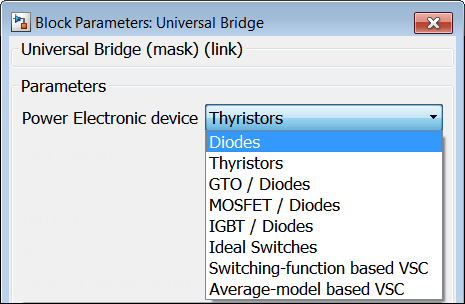 Block Parameters: Universal Bridge
Universal Bridge (mask) (link)
Parameters
Power Electronic device Thyristors
Diodes
Thyristors
GTO / Diodes
MOSFET / Diodes
IGBT / Diodes
Ideal Switches
Switching-function based VSC
Average-model based VSC